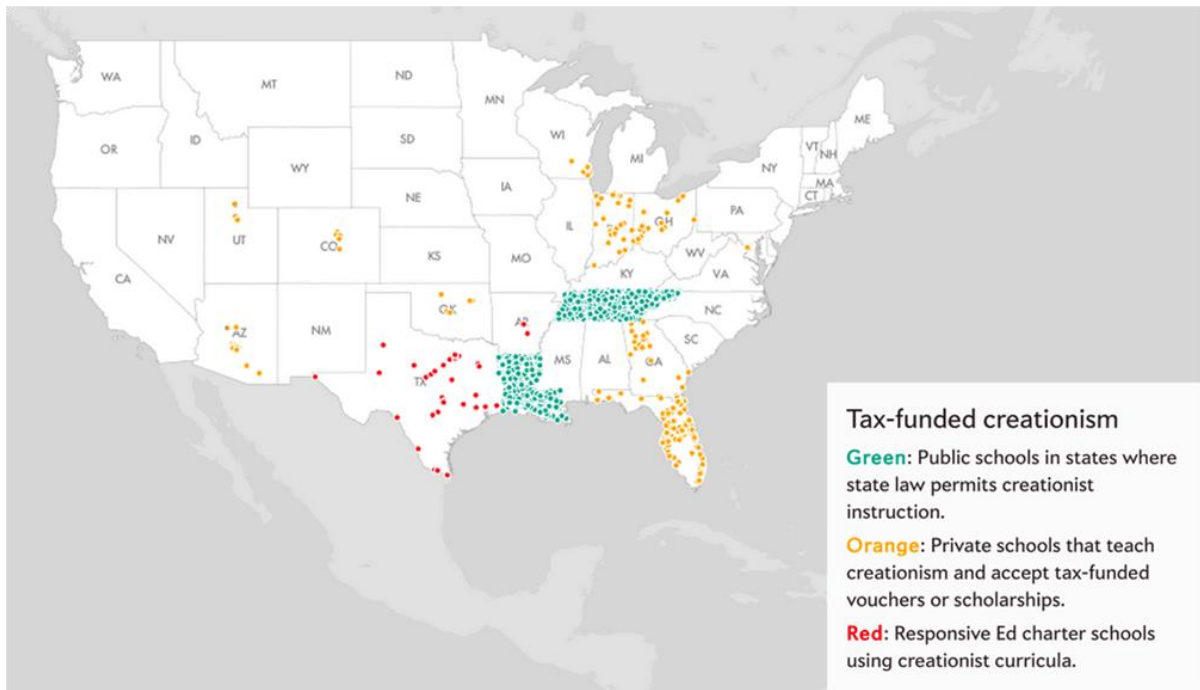 WA
MT
ND
MN
ME
OR
ID
SD
WI
MI
VT
NH
NY
WY
MA
CT
IA
NE
PA
NV
UT
CO
IL
OH
KS
MO
WV
VA
KY
CA
OK
NC
AZ
NM
AR
SC
MS
AL
GA
TX
Tax-funded creationism
Green: Public schools in states where
state law permits creationist
instruction.
Orange: Private schools that teach
creationism and accept tax-funded
vouchers or scholarships.
Red: Responsive Ed charter schools
using creationist curricula.